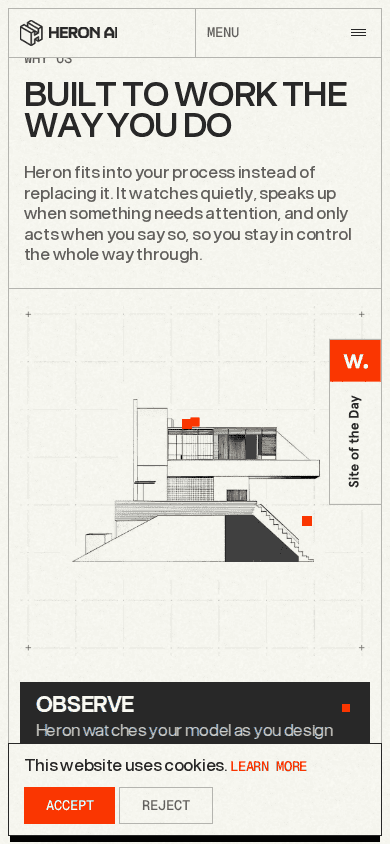 HERON AI
MENU
WHY US
BUILT TO WORK THE
WAY YOU DO
Heron fits into your process instead of
replacing it. It watches quietly, speaks up
when something needs attention, and only
acts when you say so, so you stay in control
the whole way through.
W.
Site of the Day
OBSERVE
Heron watches your model as you design
This website uses cookies. LEARN MORE
ACCEPT
REJECT